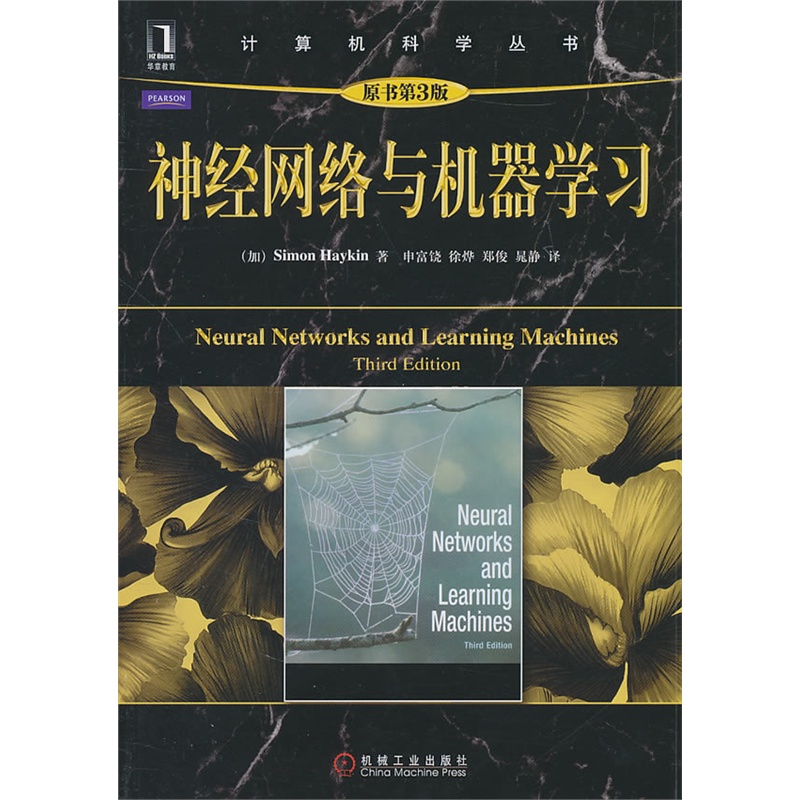 HZ BOOKS
华章教育
计算机科学丛书
PEARSON
原书第3版
神经网络与机器学习
(加) Simon Haykin 著 申富饶 徐烨 郑俊 晁静 译
Neural Networks and Learning Machines
Third Edition
Neural
Networks
and
Learning
Machines
Third Edition
机械工业出版社
China Machine Press